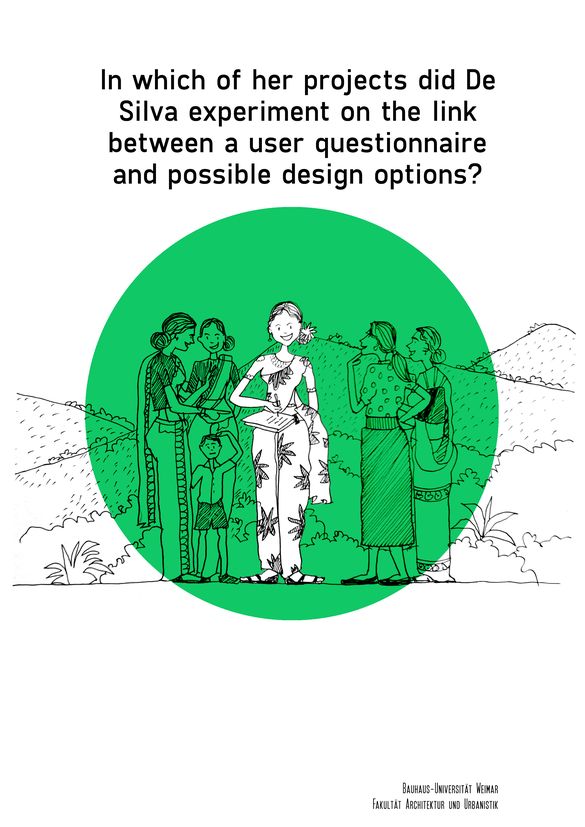 In which of her projects did De
Silva experiment on the link
between a user questionnaire
and possible design options?
Bauhaus-Universität Weimar
Fakultät Architektur und Urbanistik